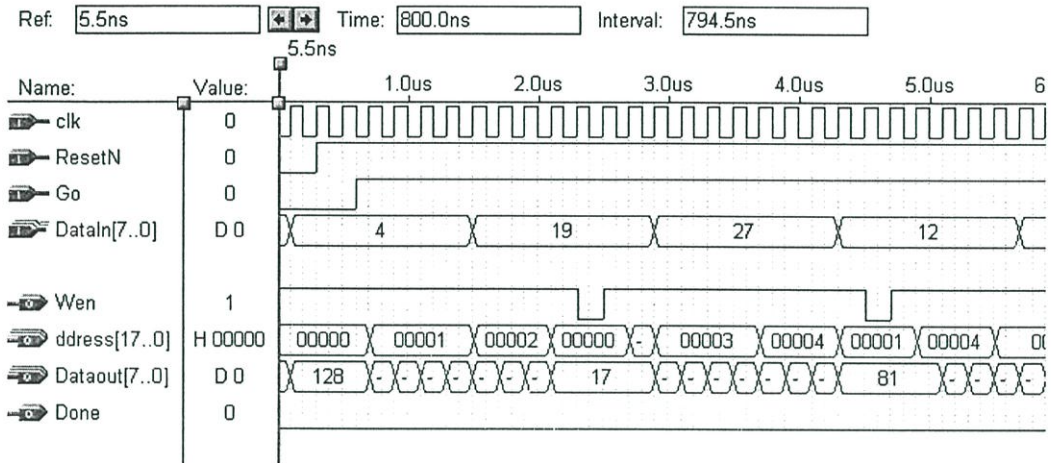 Ref: 5.5ns Time: 800.0ns Interval: 794.5ns
5.5ns
Name: Value: 1.0us 2.0us 3.0us 4.0us 5.0us 6
clk 0
ResetN 0
Go 0
DataIn[7..0] D 0 4 19 27 12
Wen 1
ddress[17..0] H 00000 00000 00001 00002 00000 - 00003 00004 00001 00004 00
Dataout[7..0] D 0 128 - - - - - - - 17 - - - - - - - 81 - - - -
Done 0